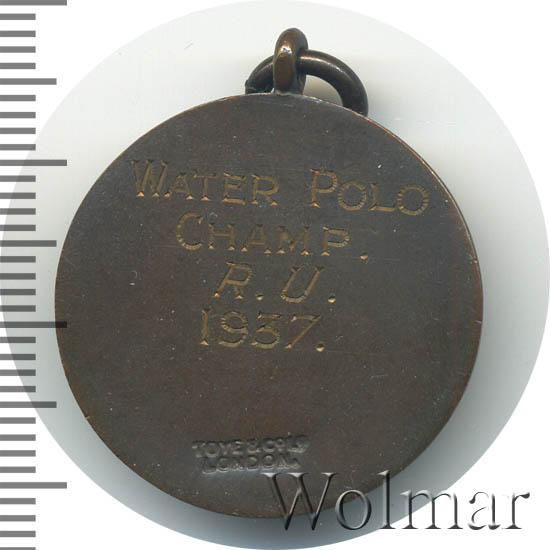 WATER POLO
CHAMP.
R.U.
1937.
TOYE & CO LD
LONDON.
Wolmar